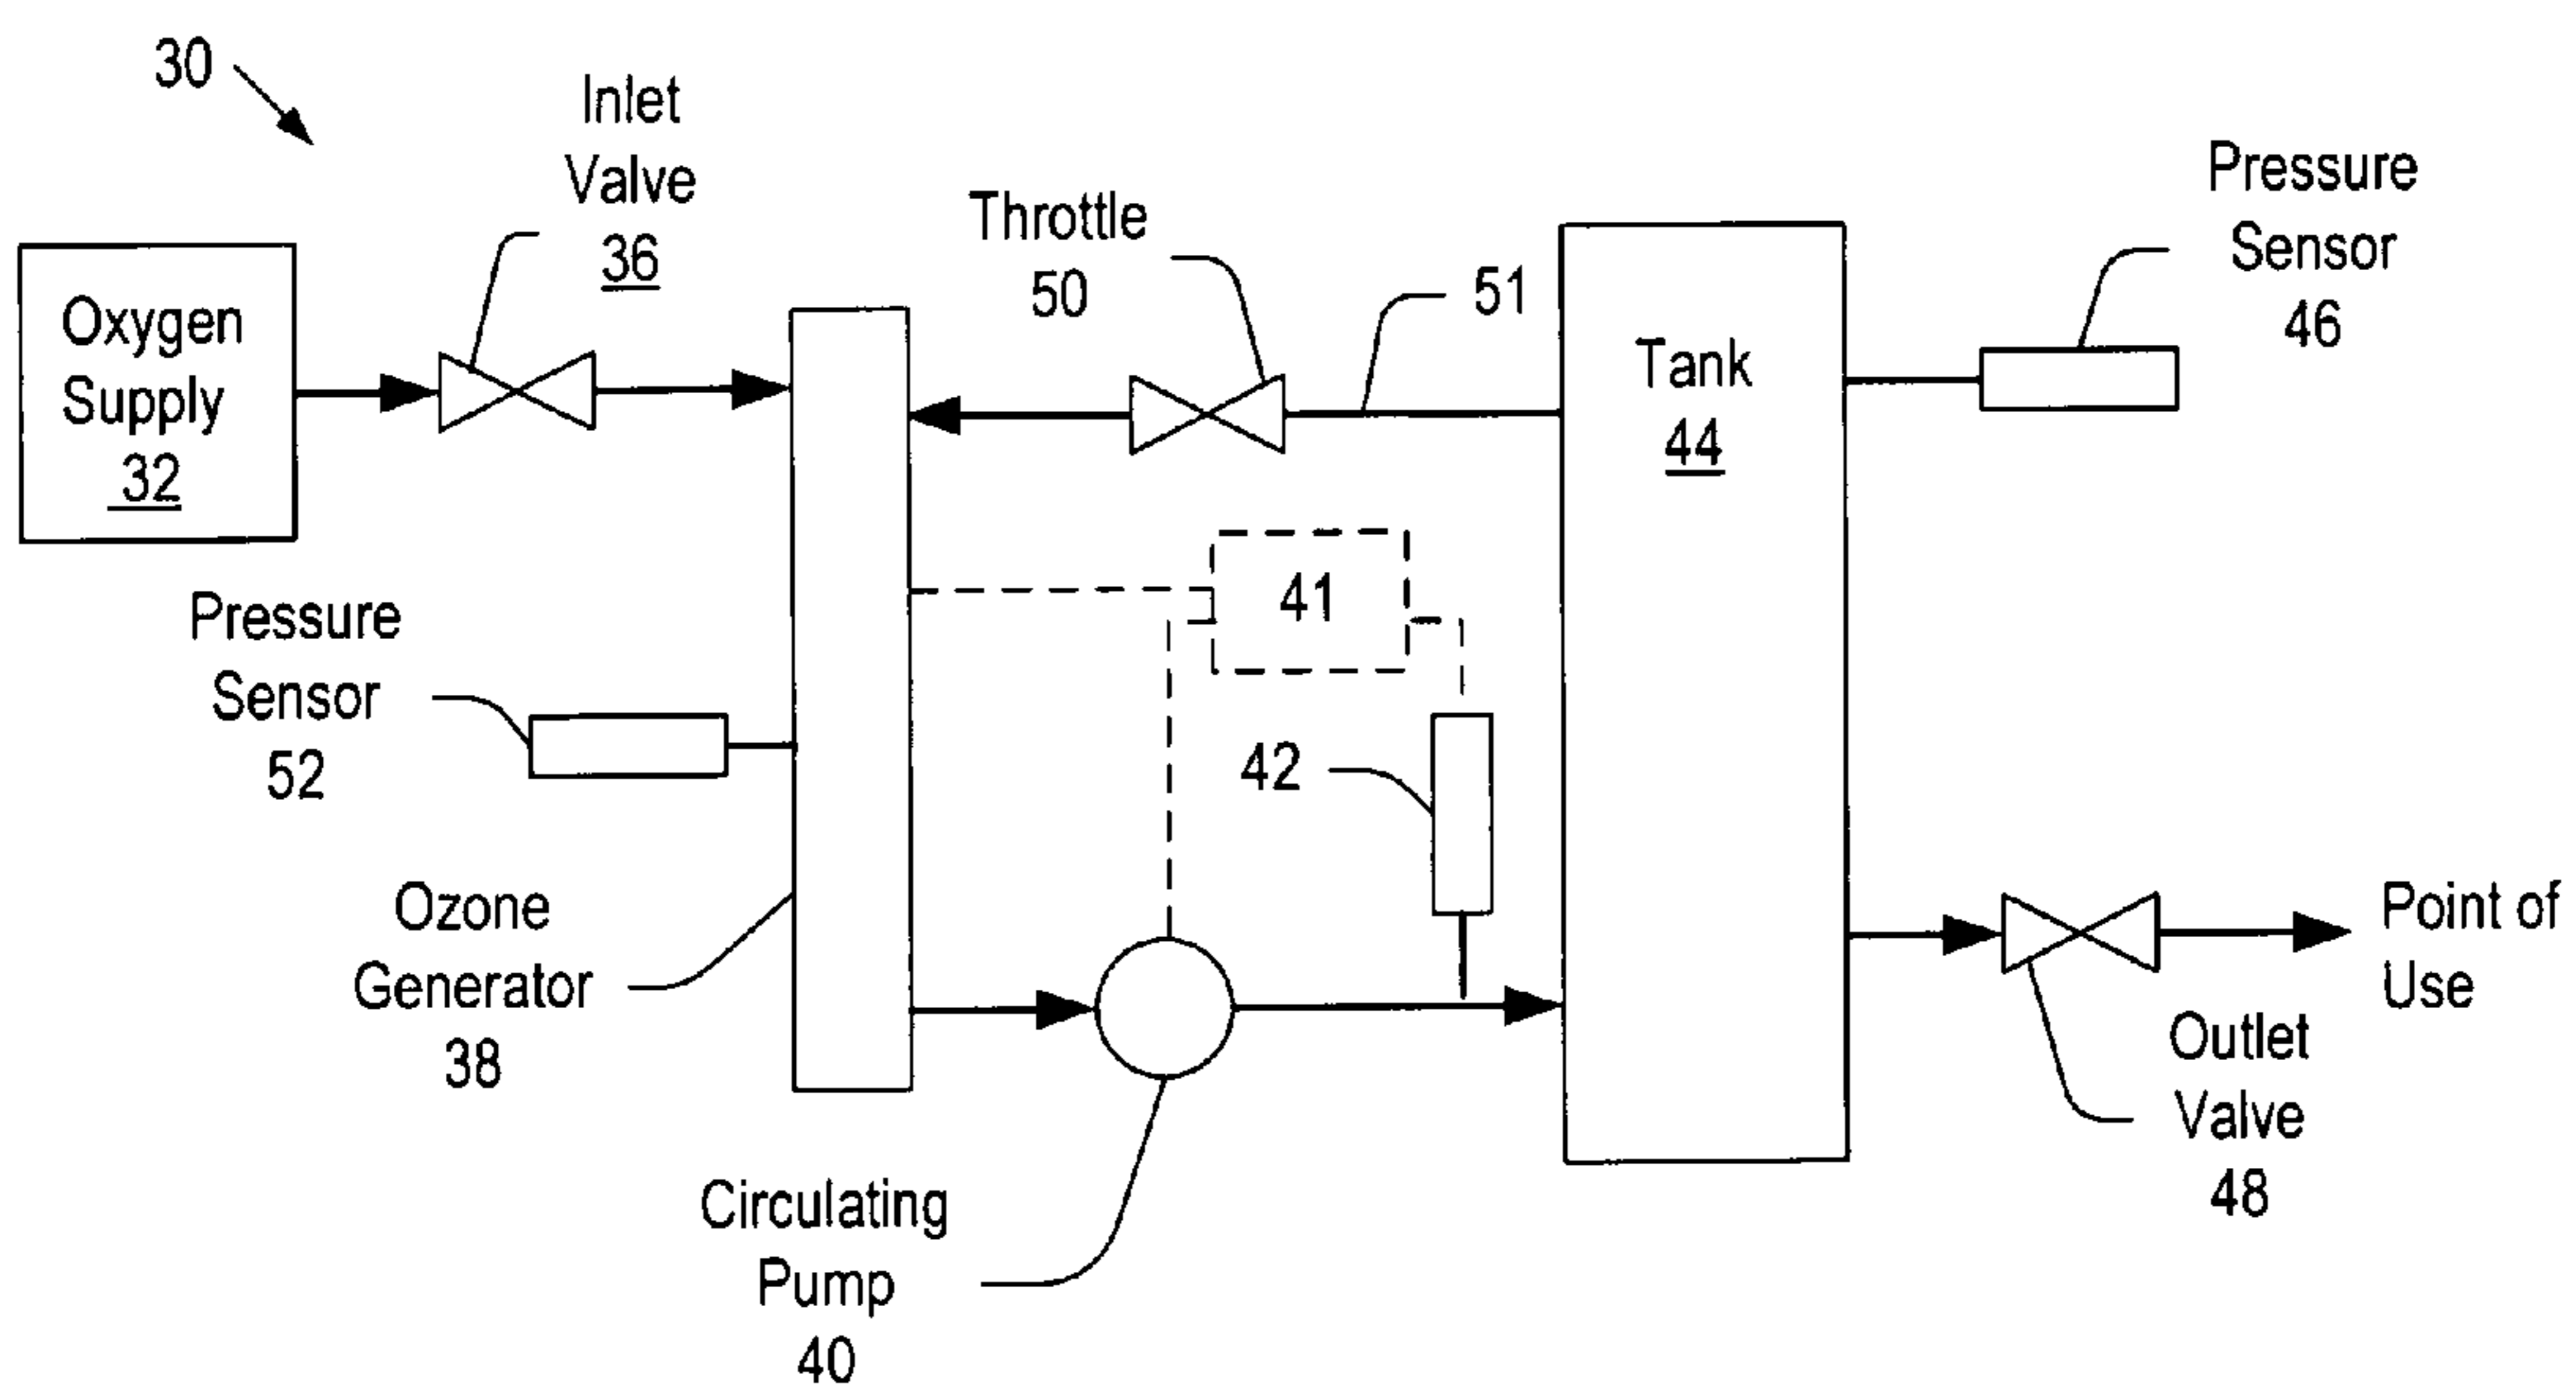 30
Inlet
Valve
36
Oxygen
Supply
32
Throttle
50
51
Tank
44
Pressure
Sensor
46
Pressure
Sensor
52
41
42
Ozone
Generator
38
Circulating
Pump
40
Point of
Use
Outlet
Valve
48